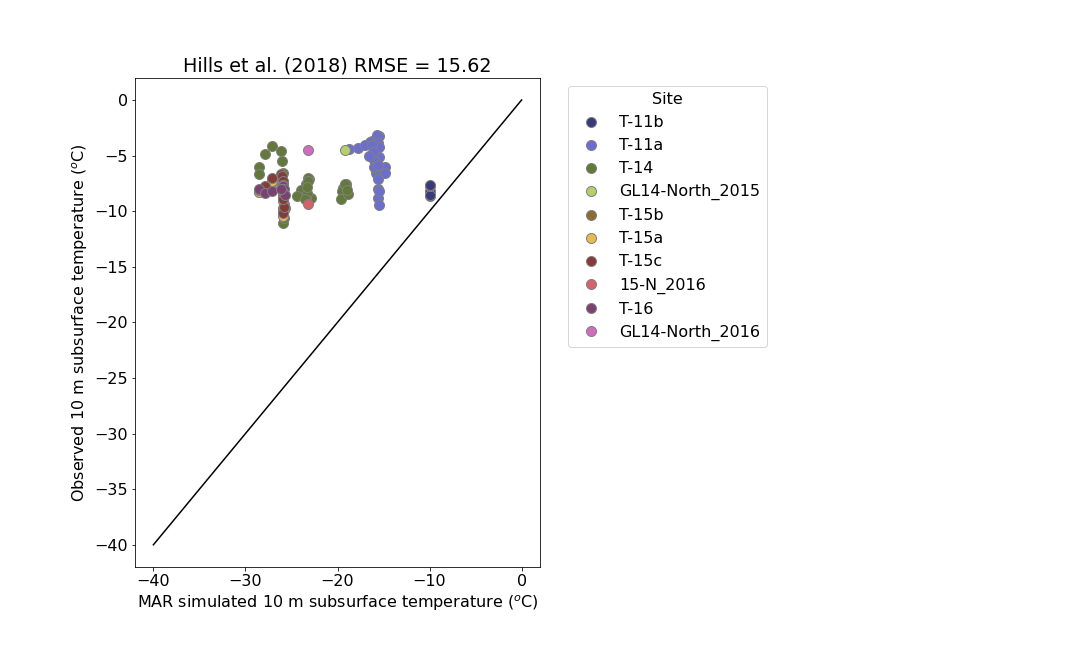 Hills et al. (2018) RMSE = 15.62
Observed 10 m subsurface temperature (°C)
0
−5
−10
−15
−20
−25
−30
−35
−40
−40
−30
−20
−10
0
MAR simulated 10 m subsurface temperature (°C)
Site
T-11b
T-11a
T-14
GL14-North_2015
T-15b
T-15a
T-15c
15-N_2016
T-16
GL14-North_2016